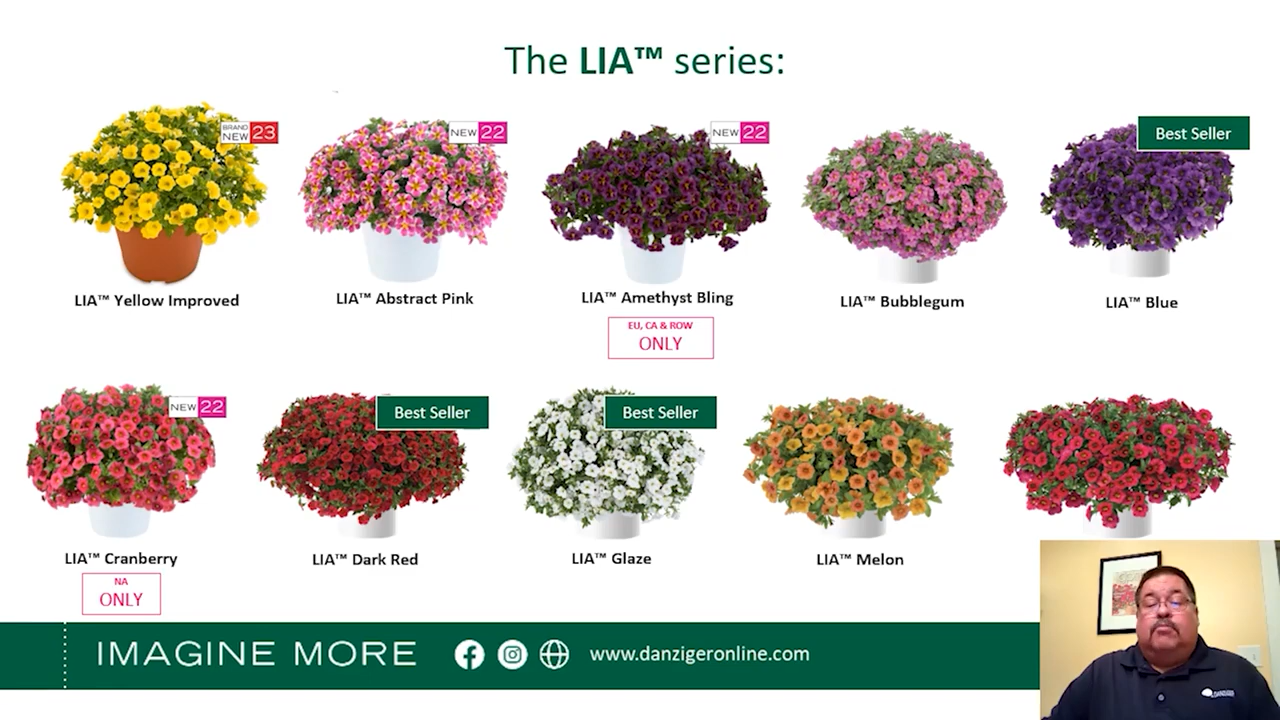 The LIA™ series:
BRAND
NEW 23
NEW 22
NEW 22
Best Seller
LIA™ Yellow Improved
LIA™ Abstract Pink
LIA™ Amethyst Bling
LIA™ Bubblegum
LIA™ Blue
EU, CA & ROW
ONLY
NEW 22
Best Seller
Best Seller
LIA™ Cranberry
LIA™ Dark Red
LIA™ Glaze
LIA™ Melon
NA
ONLY
IMAGINE MORE
www.danzigeronline.com
DANZIGER